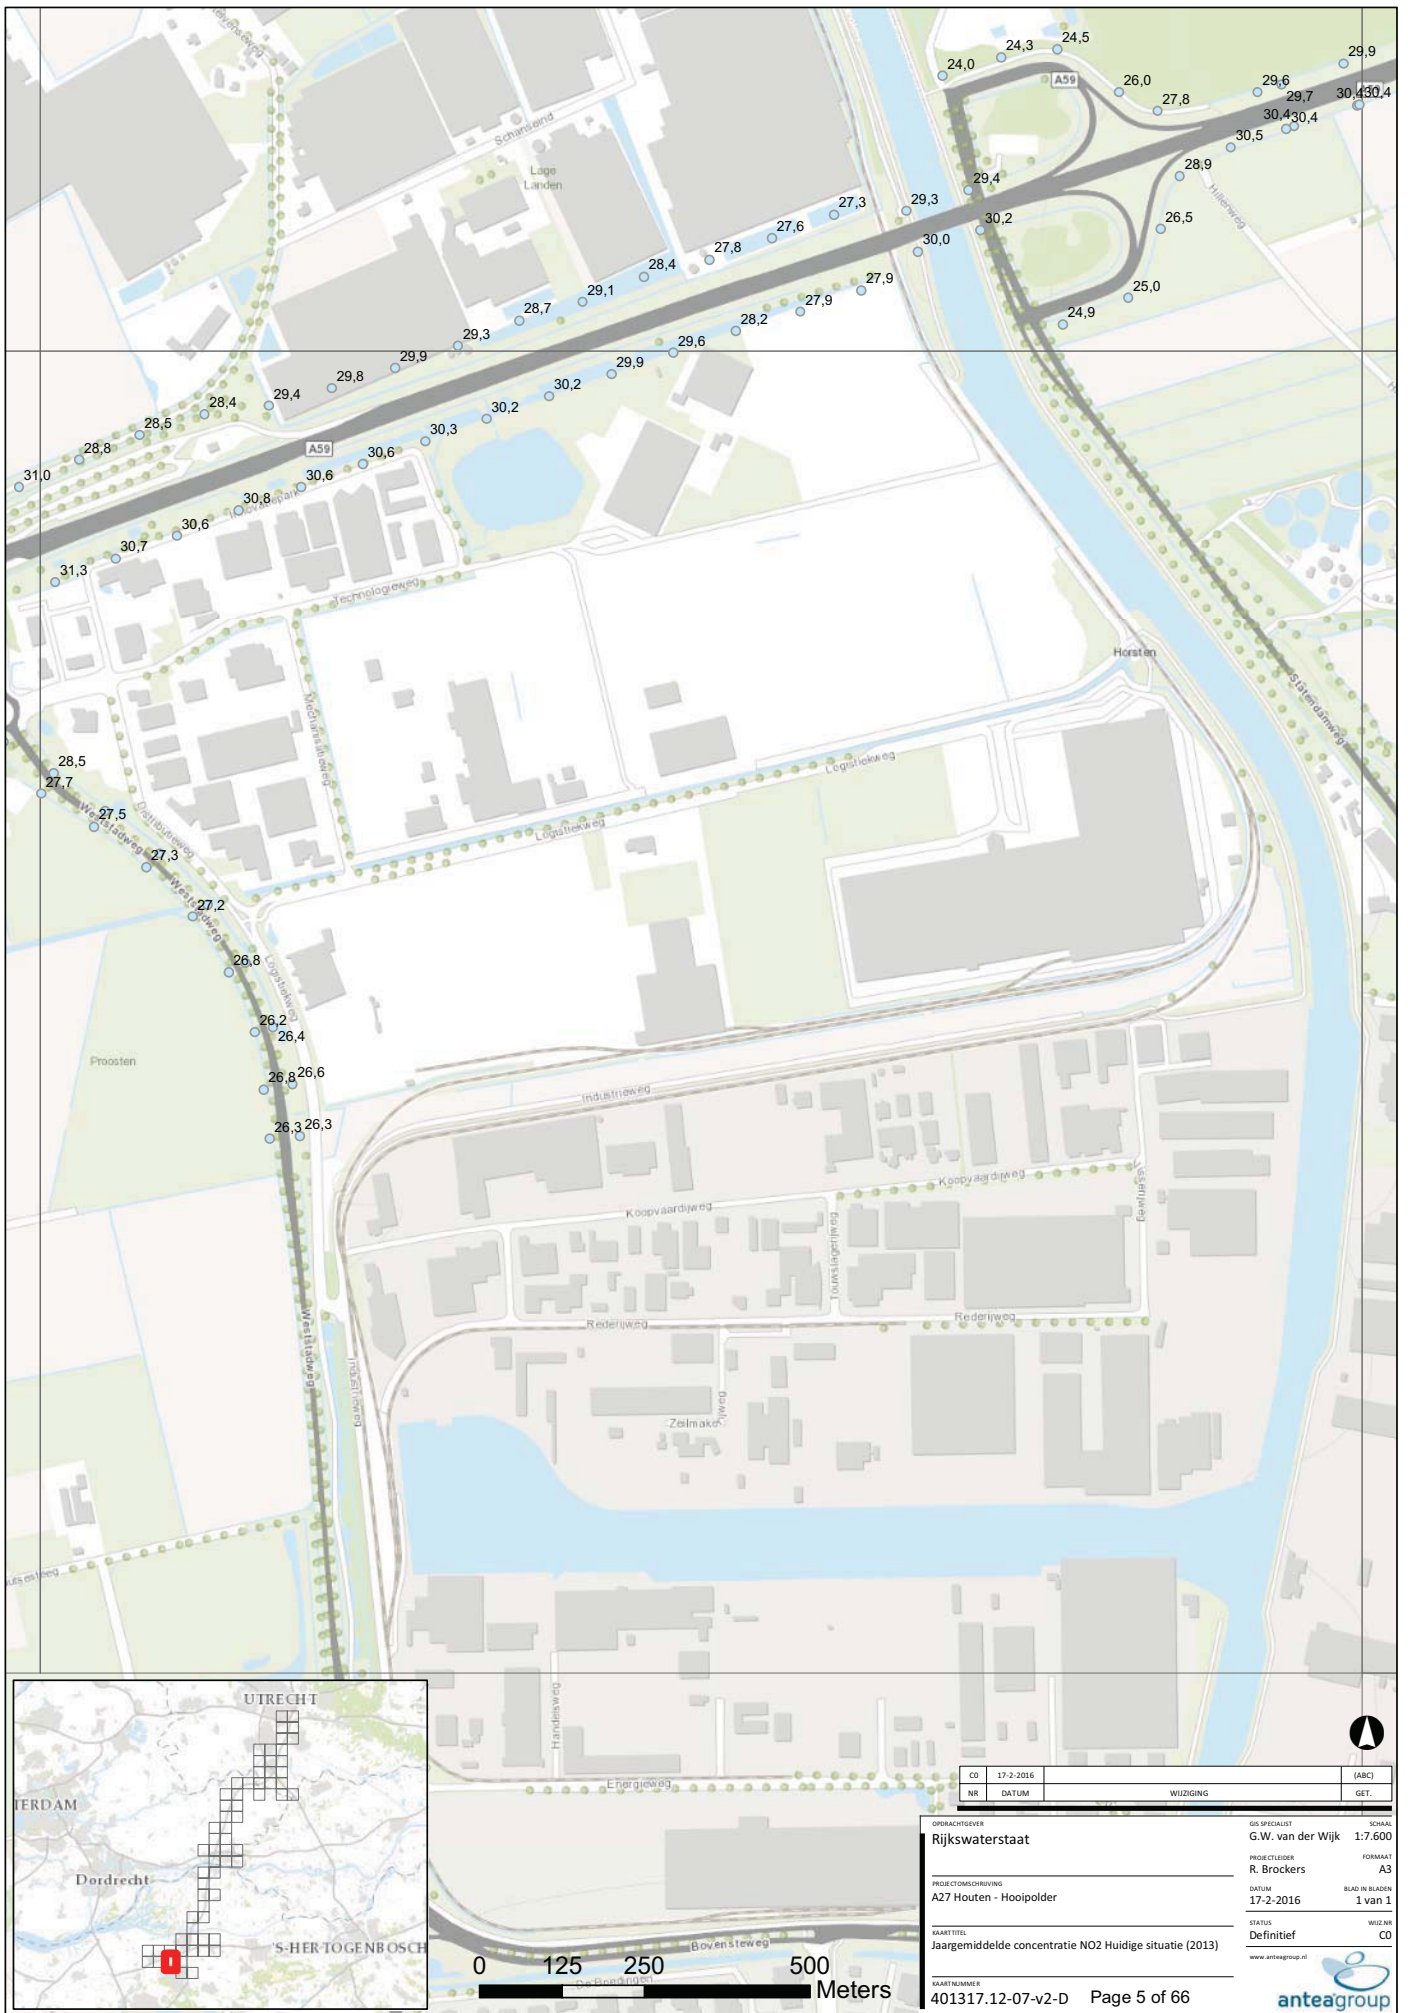 24,0
24,3
24,5
26,0
27,8
29,6
29,7
29,9
30,4
30,4
30,4
30,4
30,5
28,9
26,5
25,0
24,9
29,4
30,2
29,3
30,0
27,3
27,6
27,8
28,4
29,1
28,7
29,3
29,9
29,8
29,4
28,4
28,5
28,8
31,0
27,9
27,9
28,2
29,6
29,9
30,2
30,2
30,3
30,6
30,6
30,8
30,6
30,7
31,3
28,5
27,7
27,5
27,3
27,2
26,8
26,2
26,4
26,8
26,6
26,3
26,3
A59
A59
Schanseind
Lage
Landen
Hillenweg
Technologieweg
Mechanisatieweg
Distributieweg
Weststadweg
Weststadweg
Logistiekweg
Logistiekweg
Logistiekweg
Horsten
Statendamweg
Proosten
Industrieweg
Koopvaardijweg
Koopvaardijweg
Touwslagerijweg
Rederijweg
Rederijweg
Weststadweg
Industrieweg
Handelsweg
Energieweg
Bovensteweg
UTRECHT
Dordrecht
'S-HERTOGENBOSCH
0 125 250 500
Meters
C0 17-2-2016 (ABC)
NR DATUM WIJZIGING GET.
OPDRACHTGEVER
Rijkswaterstaat
PROJECTOMSCHRIJVING
A27 Houten - Hooipolder
KAARTTITEL
Jaargemiddelde concentratie NO2 Huidige situatie (2013)
KAARTNUMMER
401317.12-07-v2-D Page 5 of 66
GIS SPECIALIST SCHAAL
G.W. van der Wijk 1:7.600
PROJECTLEIDER FORMAAT
R. Brockers A3
DATUM BLAD IN BLADEN
17-2-2016 1 van 1
STATUS WIJZ.NR
Definitief C0
www.anteagroup.nl
anteagroup